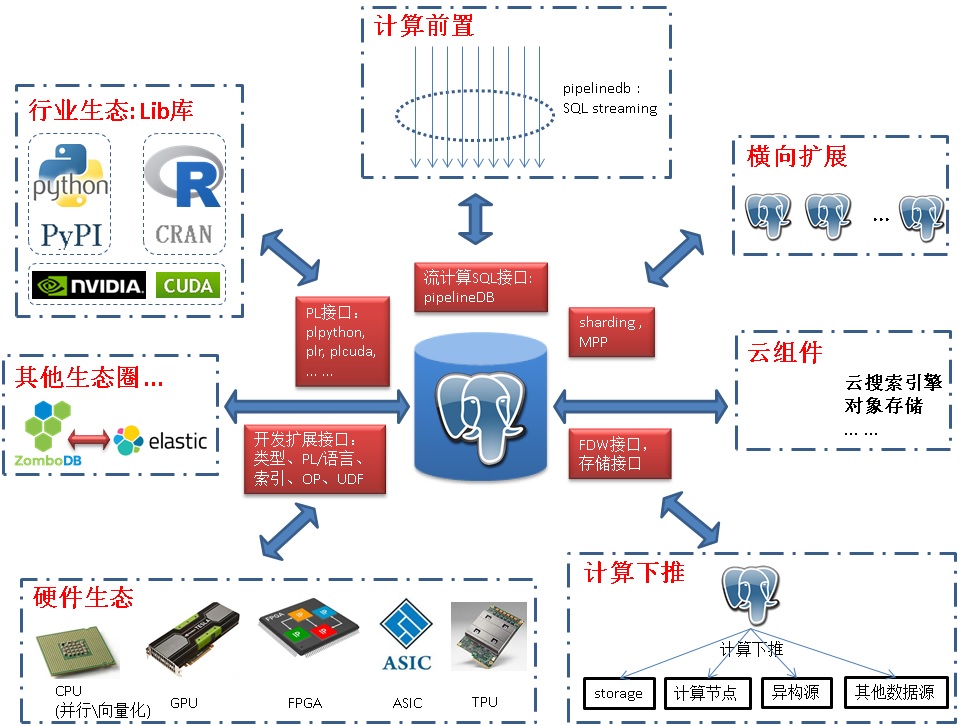 计算前置
pipelinedb：
SQL streaming
行业生态: Lib库
python
PyPI
R
CRAN
NVIDIA.
CUDA
横向扩展
...
流计算SQL接口:
pipelineDB
PL接口：
plpython,
plr, plcuda,
... ...
sharding ,
MPP
云组件
云搜索引擎
对象存储
... ...
其他生态圈 ...
ZomboDB
elastic
开发扩展接口：
类型、PL/语言、
索引、OP、UDF
FDW接口，
存储接口
硬件生态
CPU
(并行\向量化)
TESLA
GPU
FPGA
IP
IP
IP
FPGA
ASIC
ASIC
TPU
计算下推
计算下推
storage
计算节点
异构源
其他数据源